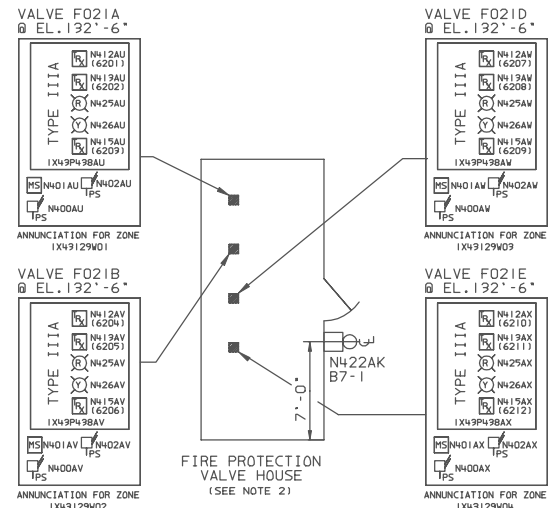 VALVE F021A
@ EL.132'-6"
TYPE IIIA
N412AU
(6201)
N413AU
(6202)
R N425AU
Y N426AU
N415AU
(6203)
1X43P438AU
MS N401AU
N402AU
PS
N400AU
PS
ANNUNCIATION FOR ZONE
1X43129W01
VALVE F021D
@ EL.132'-6"
TYPE IIIA
N412AW
(6207)
N413AW
(6208)
R N425AW
Y N426AW
N415AW
(6209)
1X43P438AW
MS N401AW
N402AW
PS
N400AW
PS
ANNUNCIATION FOR ZONE
1X43129W03
VALVE F021B
@ EL.132'-6"
TYPE IIIA
N412AV
(6204)
N413AV
(6205)
R N425AV
Y N426AV
N415AV
(6206)
1X43P438AV
MS N401AV
N402AV
PS
N400AV
PS
ANNUNCIATION FOR ZONE
1X43129W02
N422AK
B7-1
7'-0"
FIRE PROTECTION
VALVE HOUSE
(SEE NOTE 2)
VALVE F021E
@ EL.132'-6"
TYPE IIIA
N412AX
(6210)
N413AX
(6211)
R N425AX
Y N426AX
N415AX
(6212)
1X43P438AX
MS N401AX
N402AX
PS
N400AX
PS
ANNUNCIATION FOR ZONE
1X43129W04